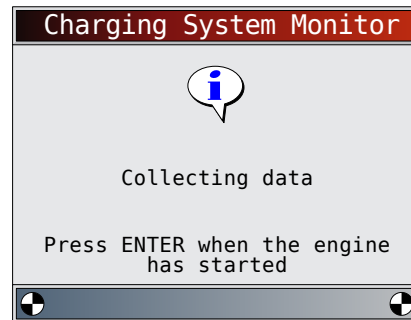 Charging System Monitor
i
Collecting data
Press ENTER when the engine
has started